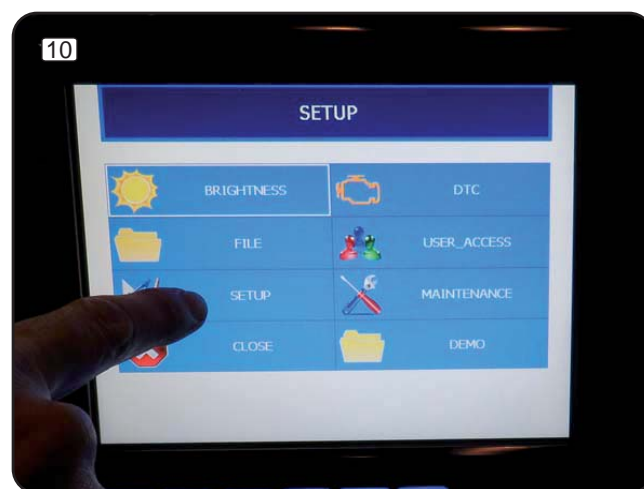 10
SETUP
BRIGHTNESS DTC
FILE USER_ACCESS
SETUP MAINTENANCE
CLOSE DEMO